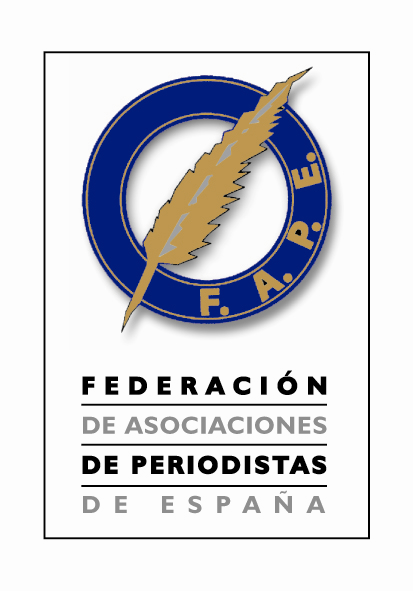 F. A. P. E.
FEDERACIÓN
DE ASOCIACIONES
DE PERIODISTAS
DE ESPAÑA